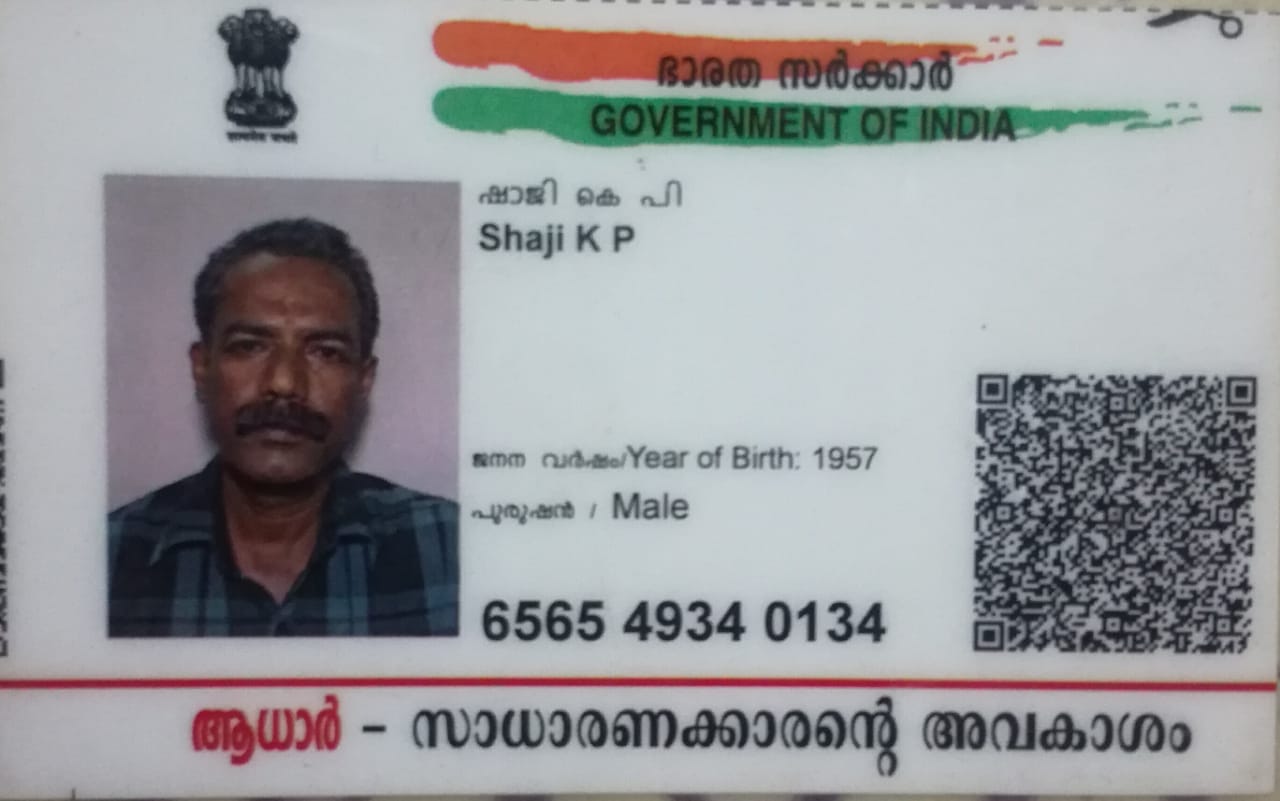 ഭാരത സർക്കാർ
GOVERNMENT OF INDIA
सत्यमेव जयते
ഷാജി കെ പി
Shaji K P
ജനന വർഷം/Year of Birth: 1957
പുരുഷൻ / Male
6565 4934 0134
ആധാർ - സാധാരണക്കാരന്റെ അവകാശം